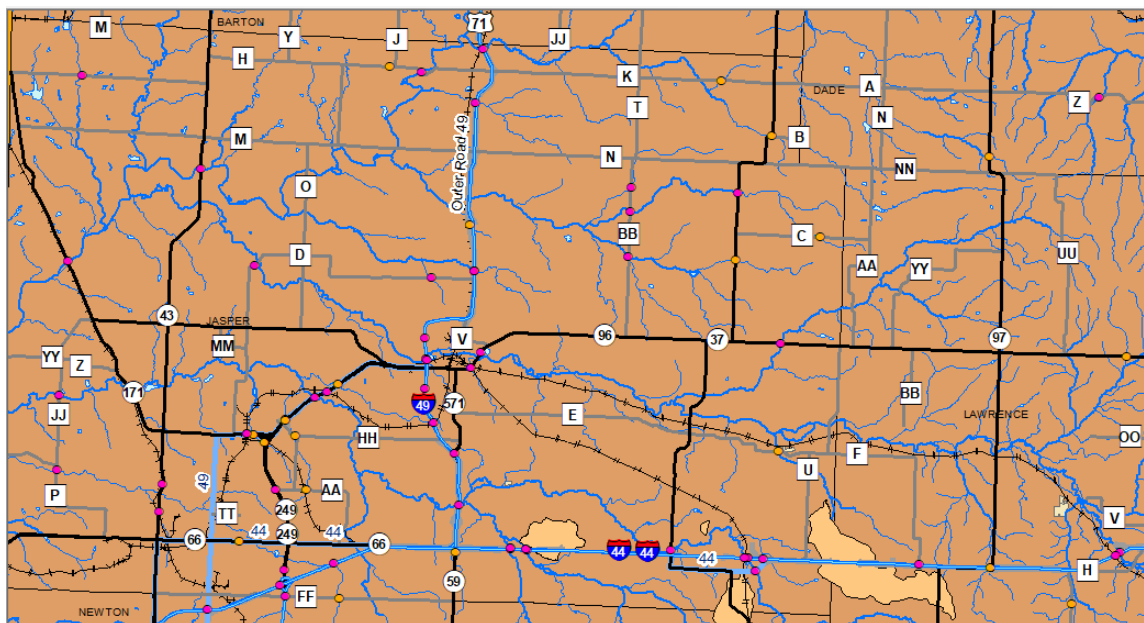 M
BARTON
Y
J
71
JJ
H
K
DADE
A
Z
T
N
B
M
N
NN
Outer Road 49
O
BB
C
D
AA
YY
UU
43
JASPER
96
37
97
V
MM
YY
Z
171
49
571
JJ
HH
E
BB
LAWRENCE
OO
F
U
49
P
AA
249
TT
V
44
249
44
66
66
44
44
44
H
59
FF
NEWTON